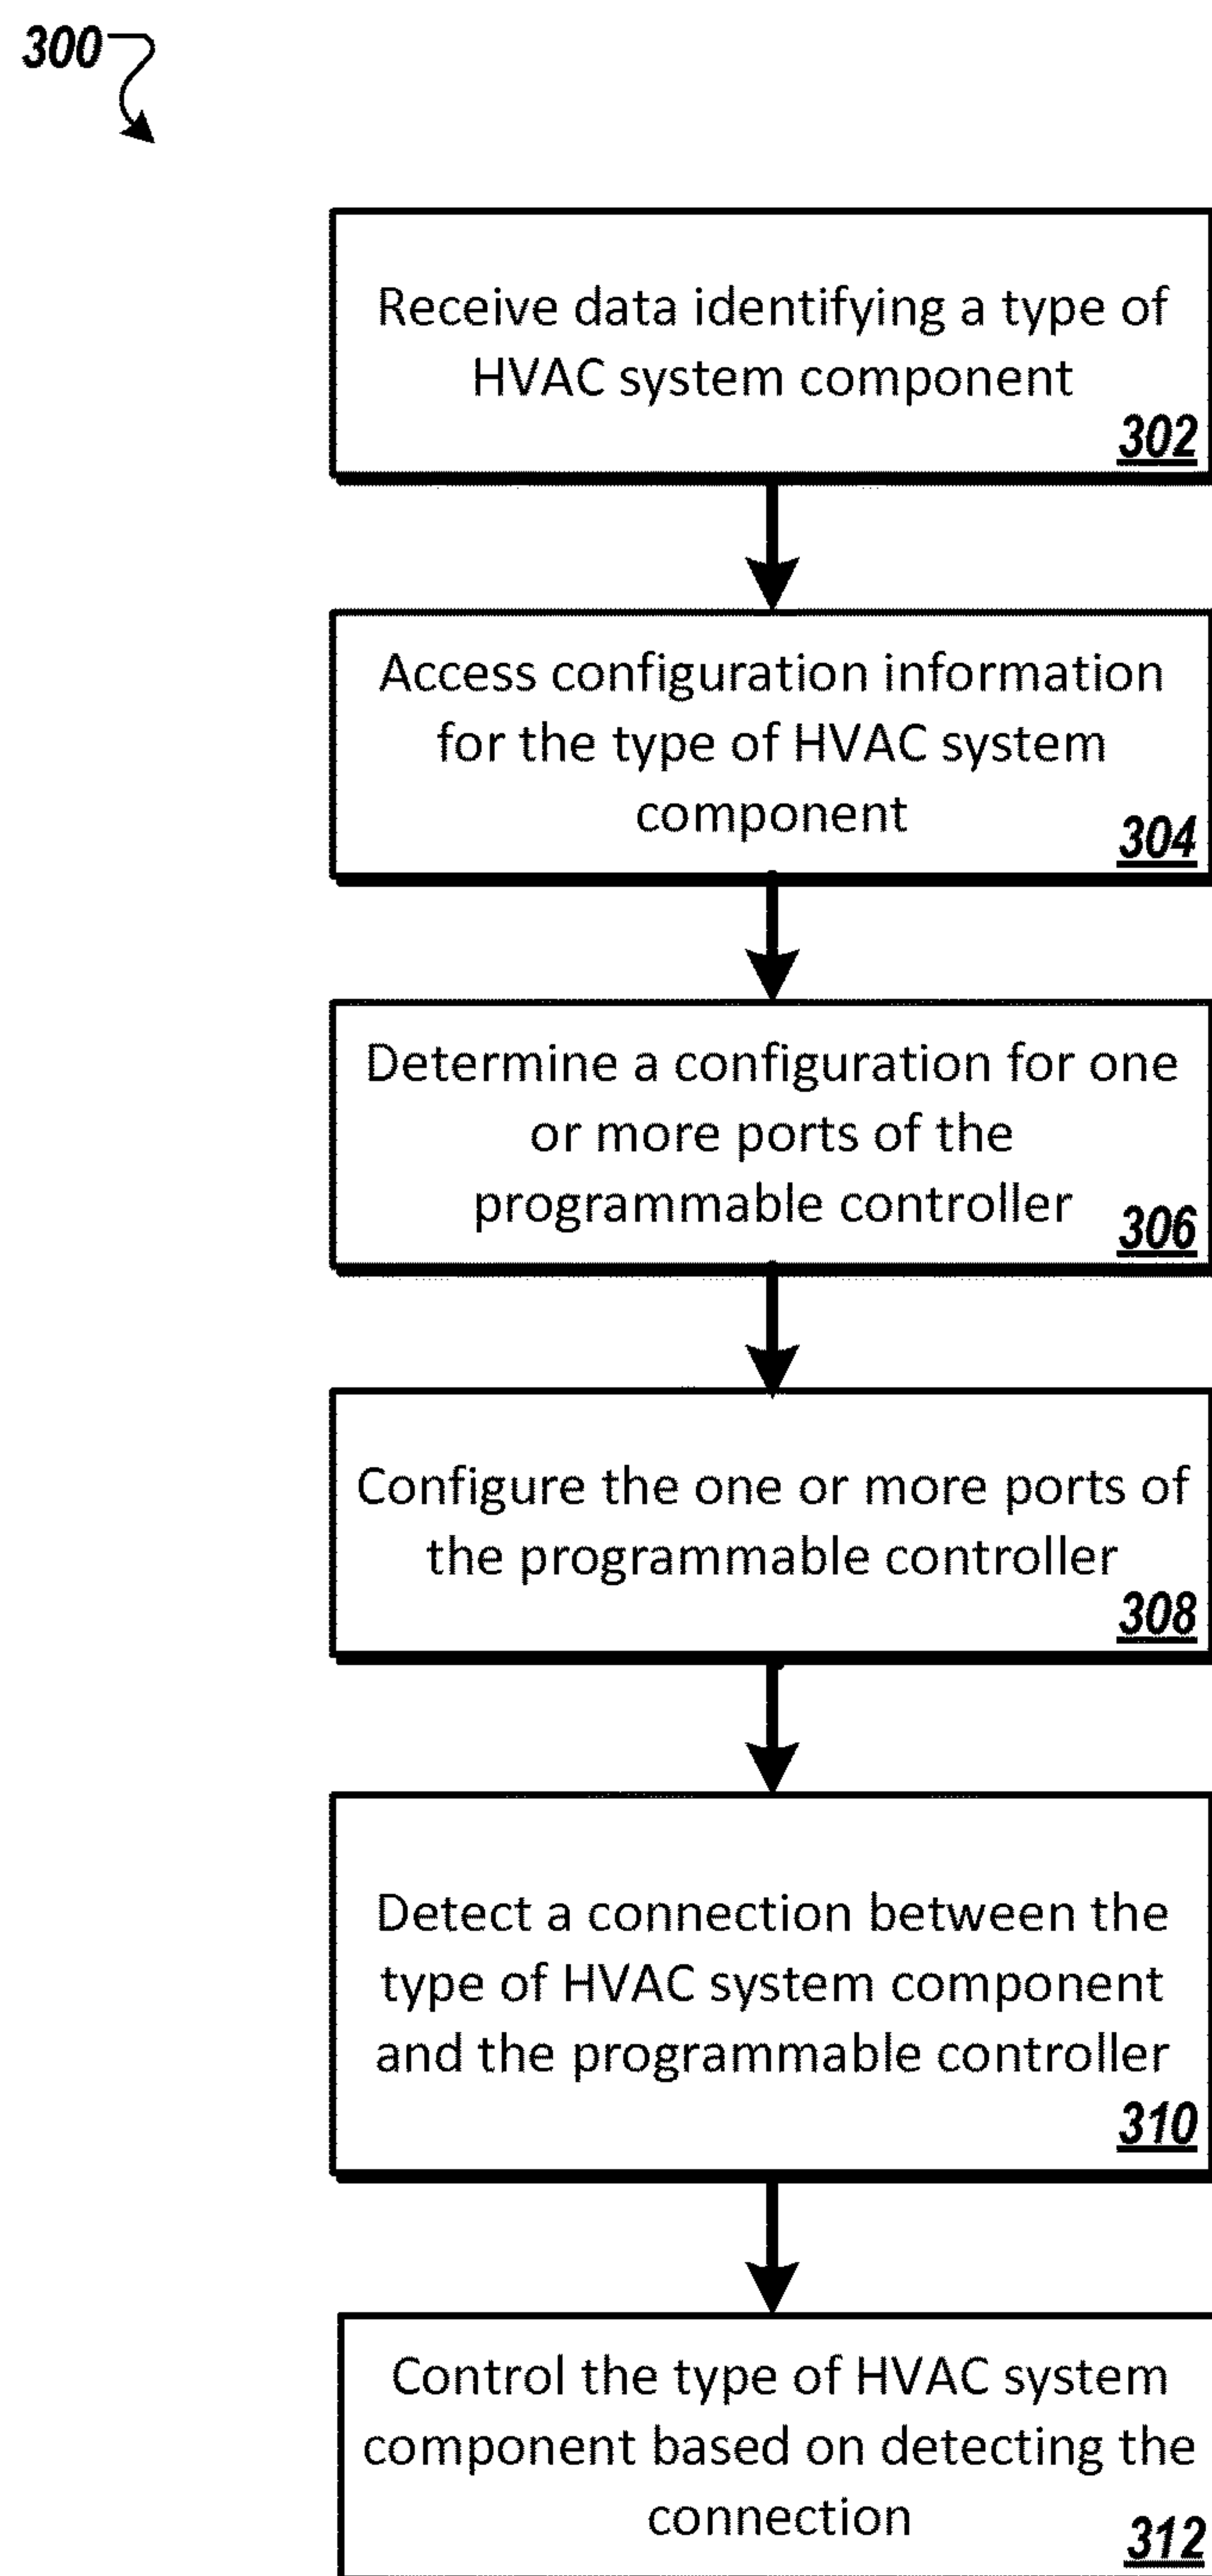 300
Receive data identifying a type of
HVAC system component
302
Access configuration information
for the type of HVAC system
component
304
Determine a configuration for one
or more ports of the
programmable controller
306
Configure the one or more ports of
the programmable controller
308
Detect a connection between the
type of HVAC system component
and the programmable controller
310
Control the type of HVAC system
component based on detecting the
connection
312